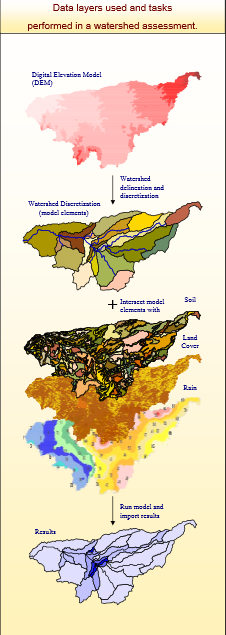 Data layers used and tasks
performed in a watershed assessment.
Digital Elevation Model
(DEM)
Watershed
delineation and
discretization
Watershed Discretization
(model elements)
+
Intersect model
elements with
Soil
Land
Cover
Rain
Run model and
import results
Results